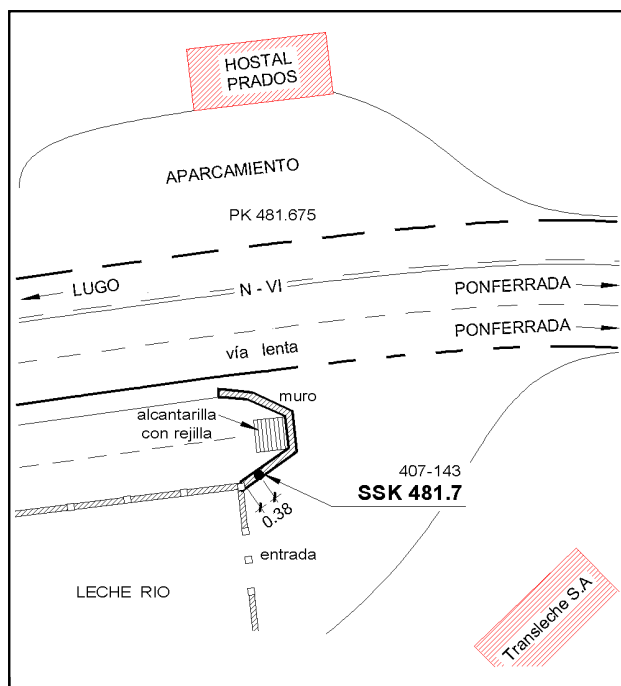 HOSTAL
PRADOS
APARCAMIENTO
PK 481.675
LUGO
N - VI
PONFERRADA
PONFERRADA
vía lenta
muro
alcantarilla
con rejilla
407-143
SSK 481.7
0.38
entrada
LECHE RIO
Transleche S.A